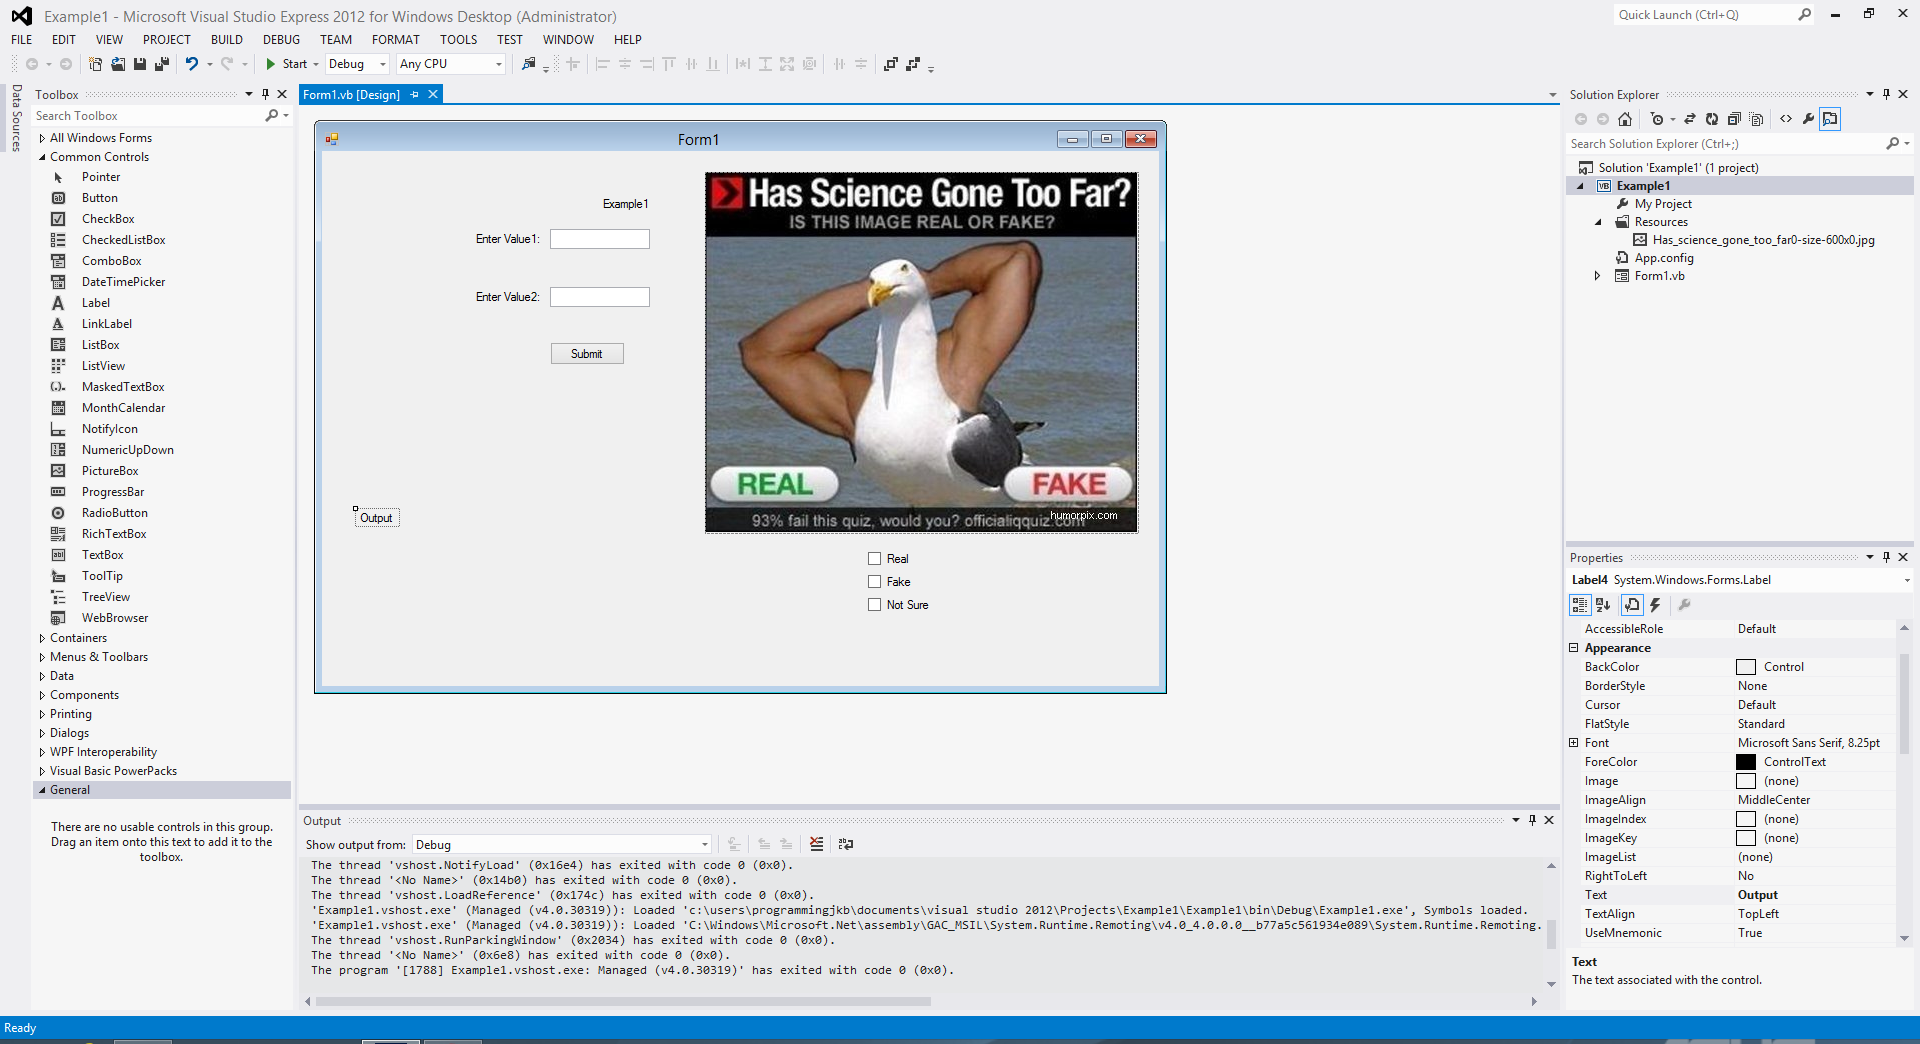 Example1 - Microsoft Visual Studio Express 2012 for Windows Desktop (Administrator)
Quick Launch (Ctrl+Q)
FILE EDIT VIEW PROJECT BUILD DEBUG TEAM FORMAT TOOLS TEST WINDOW HELP
Start Debug Any CPU
Data Sources
Toolbox
Search Toolbox
All Windows Forms
Common Controls
Pointer
Button
CheckBox
CheckedListBox
ComboBox
DateTimePicker
Label
LinkLabel
ListBox
ListView
MaskedTextBox
MonthCalendar
NotifyIcon
NumericUpDown
PictureBox
ProgressBar
RadioButton
RichTextBox
TextBox
ToolTip
TreeView
WebBrowser
Containers
Menus & Toolbars
Data
Components
Printing
Dialogs
WPF Interoperability
Visual Basic PowerPacks
General
There are no usable controls in this group.
Drag an item onto this text to add it to the
toolbox.
Form1.vb [Design]
Form1
Example1
Enter Value1:
Enter Value2:
Submit
Output
Has Science Gone Too Far?
IS THIS IMAGE REAL OR FAKE?
REAL FAKE
93% fail this quiz, would you? officialiqquiz.com
humorpix.com
Real
Fake
Not Sure
Output
Show output from: Debug
The thread 'vshost.NotifyLoad' (0x16e4) has exited with code 0 (0x0).
The thread '<No Name>' (0x14b0) has exited with code 0 (0x0).
The thread 'vshost.LoadReference' (0x174c) has exited with code 0 (0x0).
'Example1.vshost.exe' (Managed (v4.0.30319)): Loaded 'c:\users\programmingjkb\documents\visual studio 2012\Projects\Example1\Example1\bin\Debug\Example1.exe', Symbols loaded.
'Example1.vshost.exe' (Managed (v4.0.30319)): Loaded 'C:\Windows\Microsoft.Net\assembly\GAC_MSIL\System.Runtime.Remoting\v4.0_4.0.0.0__b77a5c561934e089\System.Runtime.Remoting.
The thread 'vshost.RunParkingWindow' (0x2034) has exited with code 0 (0x0).
The thread '<No Name>' (0x6e8) has exited with code 0 (0x0).
The program '[1788] Example1.vshost.exe: Managed (v4.0.30319)' has exited with code 0 (0x0).
Solution Explorer
Search Solution Explorer (Ctrl+;)
Solution 'Example1' (1 project)
VB Example1
My Project
Resources
Has_science_gone_too_far0-size-600x0.jpg
App.config
Form1.vb
Properties
Label4 System.Windows.Forms.Label
AccessibleRole Default
Appearance
BackColor Control
BorderStyle None
Cursor Default
FlatStyle Standard
Font Microsoft Sans Serif, 8.25pt
ForeColor ControlText
Image (none)
ImageAlign MiddleCenter
ImageIndex (none)
ImageKey (none)
ImageList (none)
RightToLeft No
Text Output
TextAlign TopLeft
UseMnemonic True
Text
The text associated with the control.
Ready